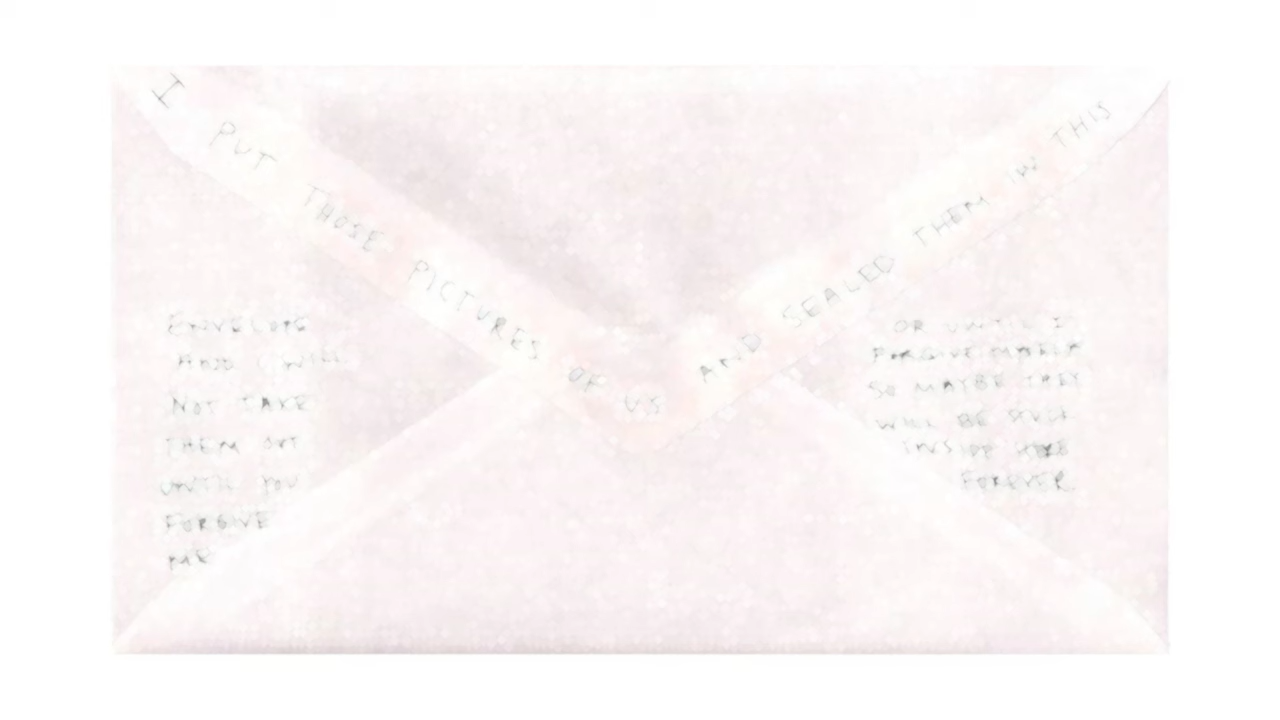 I PUT THOSE PICTURES OF US
AND SEALED THEM IN THIS
ENVELOPE
AND I WILL
NOT TAKE
THEM OUT
UNTIL YOU
FORGIVE
ME
OR UNTIL I
FORGIVE MYSELF
SO MAYBE THEY
WILL BE STUCK
INSIDE HERE
FOREVER